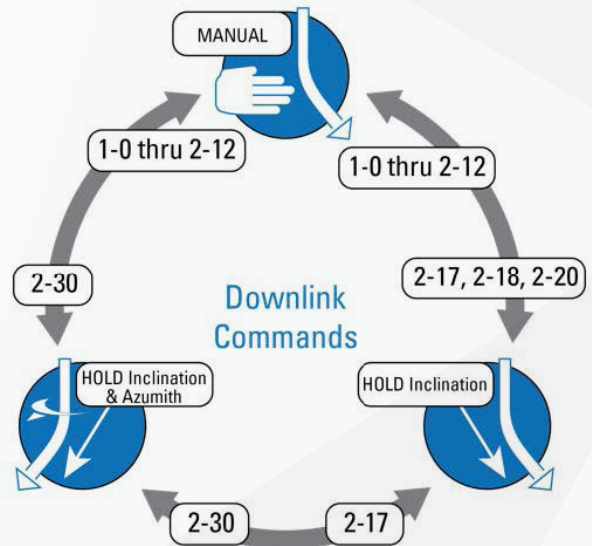 MANUAL
1-0 thru 2-12
1-0 thru 2-12
2-30
2-17, 2-18, 2-20
Downlink
Commands
HOLD Inclination
& Azumith
HOLD Inclination
2-30
2-17